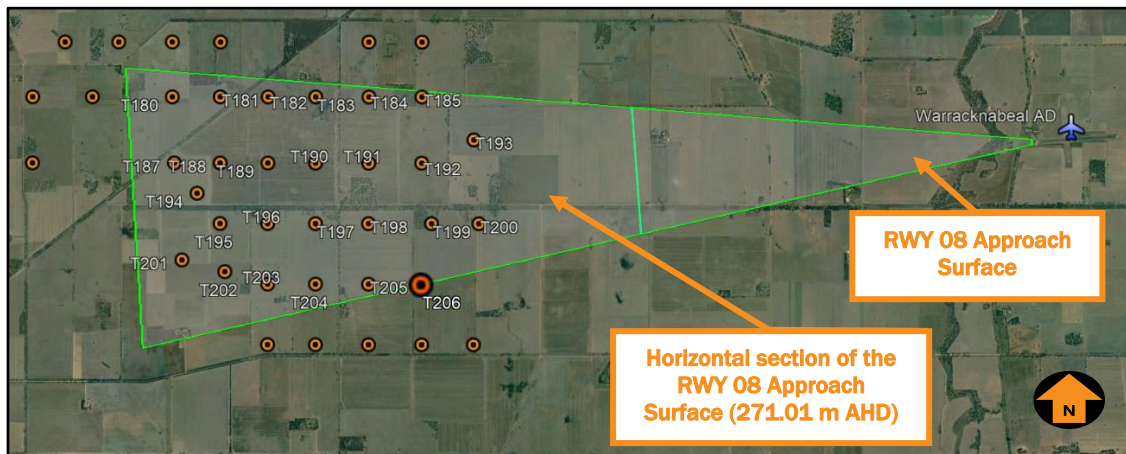 Warracknabeal AD
T180
T181
T182
T183
T184
T185
T193
T187
T188
T189
T190
T191
T192
T194
T195
T196
T197
T198
T199
T200
T201
T202
T203
T204
T205
T206
RWY 08 Approach
Surface
Horizontal section of the
RWY 08 Approach
Surface (271.01 m AHD)
N